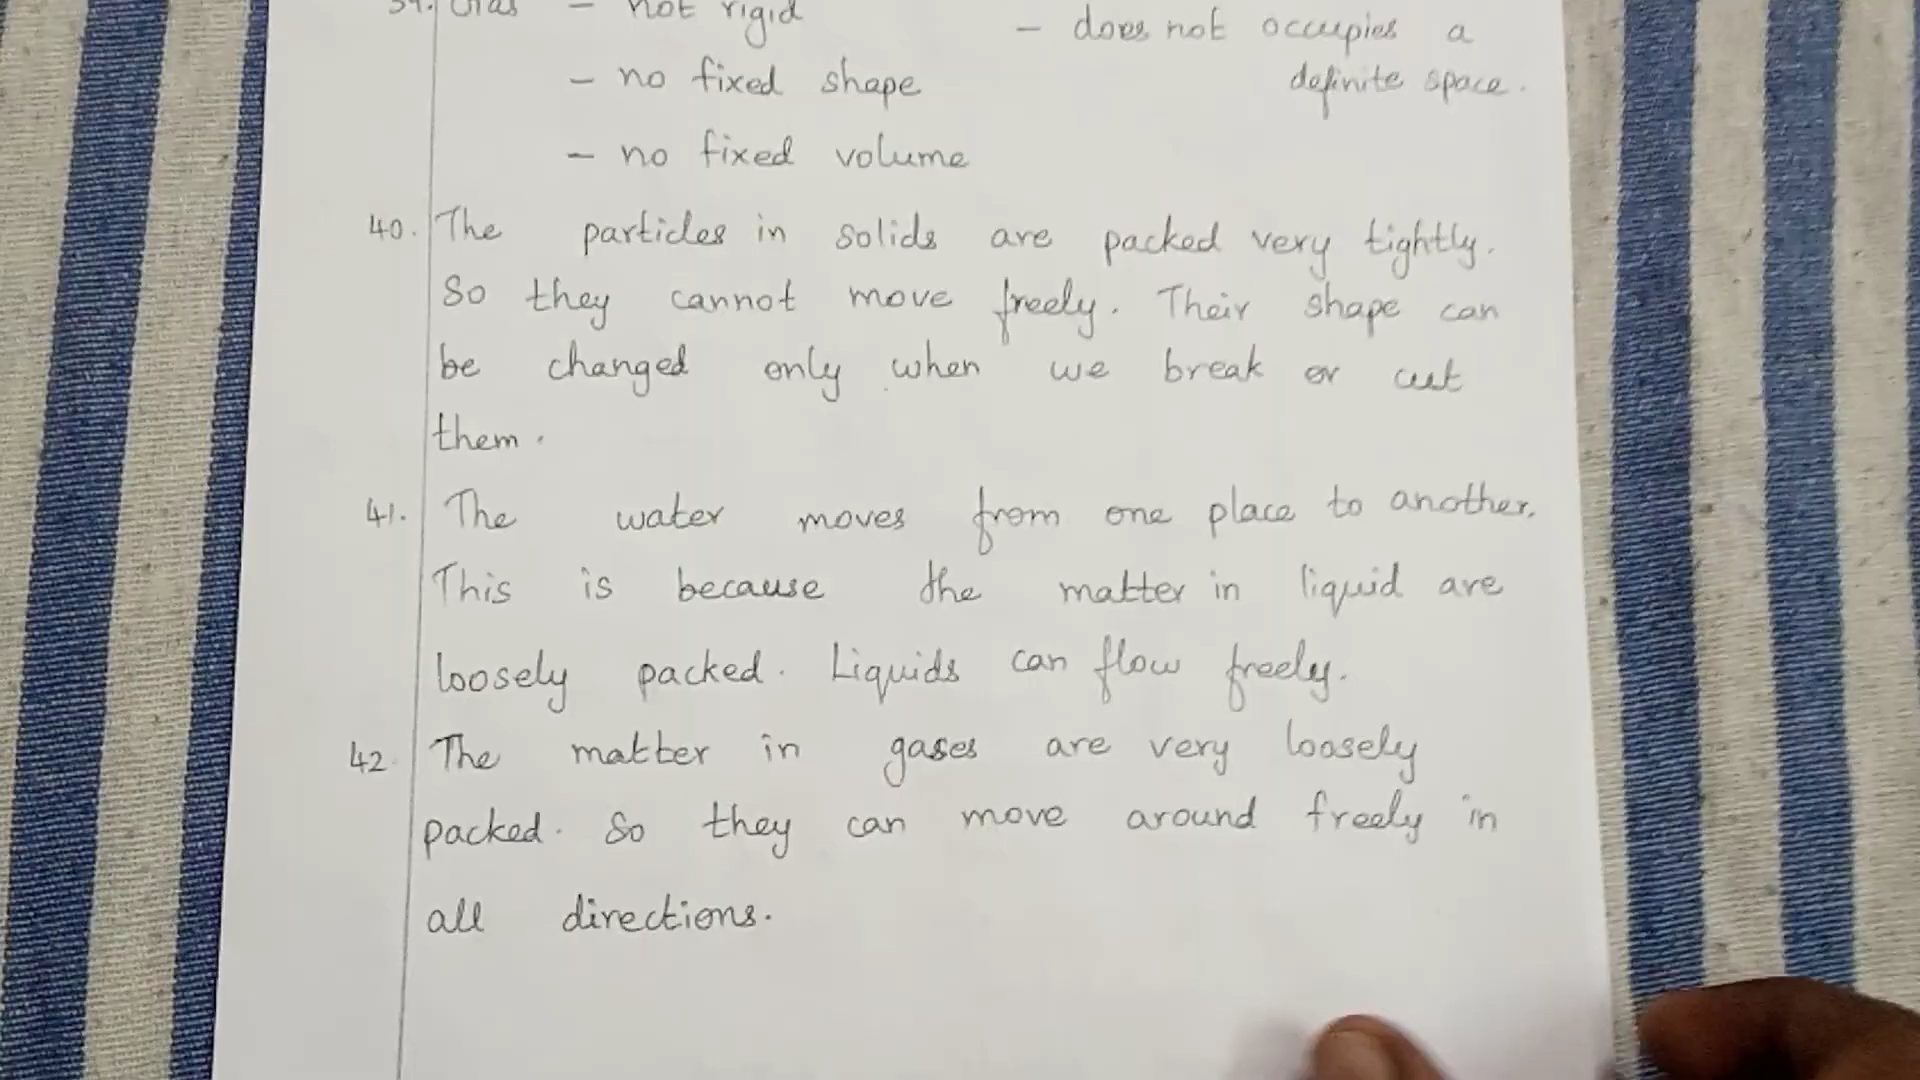 39. Gas - not rigid - does not occupies a
- no fixed shape definite space.
- no fixed volume
40. The particles in solids are packed very tightly.
So they cannot move freely. Their shape can
be changed only when we break or cut
them.
41. The water moves from one place to another.
This is because the matter in liquid are
loosely packed. Liquids can flow freely.
42. The matter in gases are very loosely
packed. So they can move around freely in
all directions.